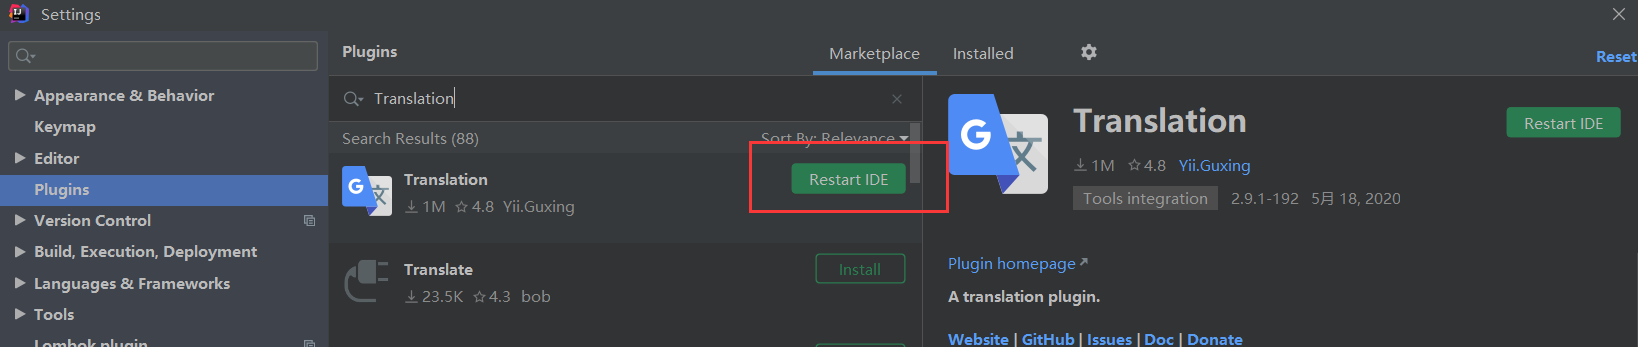 Settings
Appearance & Behavior
Keymap
Editor
Plugins
Version Control
Build, Execution, Deployment
Languages & Frameworks
Tools
Lombok plugin
Plugins
Marketplace
Installed
Reset
Translation
Search Results (88)
Sort By: Relevance
Translation
Restart IDE
1M 4.8 Yii.Guxing
Translate
Install
23.5K 4.3 bob
Translation
Restart IDE
1M 4.8 Yii.Guxing
Tools integration 2.9.1-192 5月 18, 2020
Plugin homepage
A translation plugin.
Website | GitHub | Issues | Doc | Donate